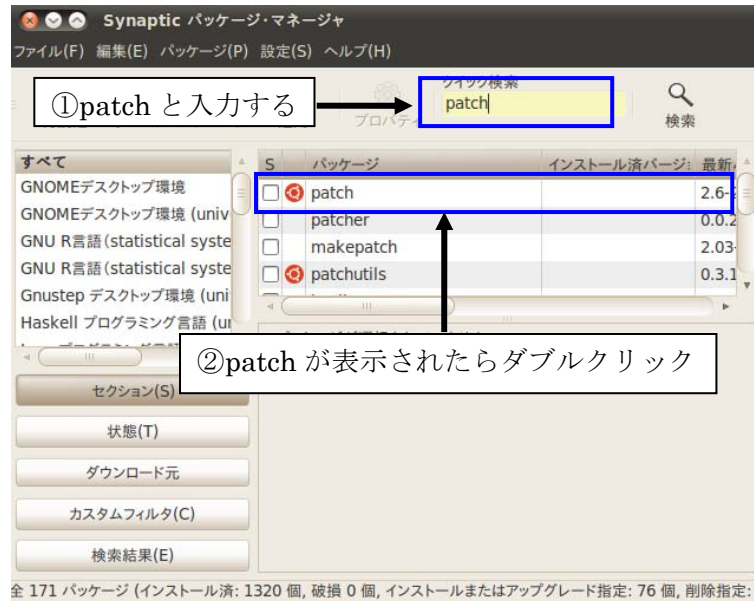 Synaptic パッケージ・マネージャ
ファイル(F) 編集(E) パッケージ(P) 設定(S) ヘルプ(H)
①patch と入力する
プロパティ
クイック検索
patch
検索
すべて
GNOMEデスクトップ環境
GNOMEデスクトップ環境 (univ
GNU R言語(statistical syste
GNU R言語(statistical syste
Gnustep デスクトップ環境 (uni
Haskell プログラミング言語 (un
S パッケージ インストール済バージ: 最新
patch 2.6-
patcher 0.0.2
makepatch 2.03-
patchutils 0.3.1
②patch が表示されたらダブルクリック
セクション(S)
状態(T)
ダウンロード元
カスタムフィルタ(C)
検索結果(E)
全 171 パッケージ (インストール済: 1320 個, 破損 0 個, インストールまたはアップグレード指定: 76 個, 削除指定: